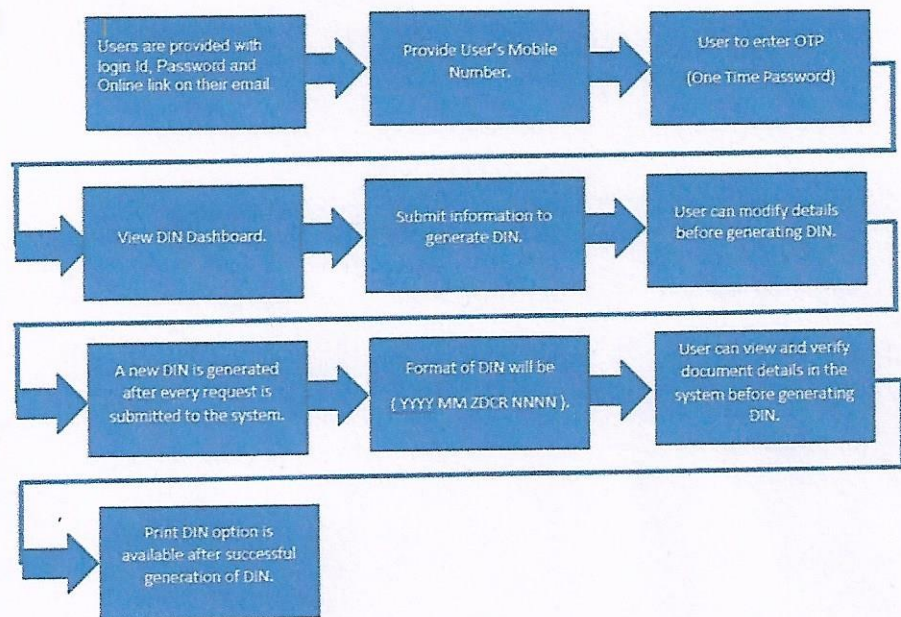 Users are provided with
login Id, Password and
Online link on their email
Provide User's Mobile
Number.
User to enter OTP
(One Time Password)
View DIN Dashboard.
Submit information to
generate DIN.
User can modify details
before generating DIN.
A new DIN is generated
after every request is
submitted to the system.
Format of DIN will be
{ YYYY MM ZDCR NNNN }.
User can view and verify
document details in the
system before generating
DIN.
Print DIN option is
available after successful
generation of DIN.